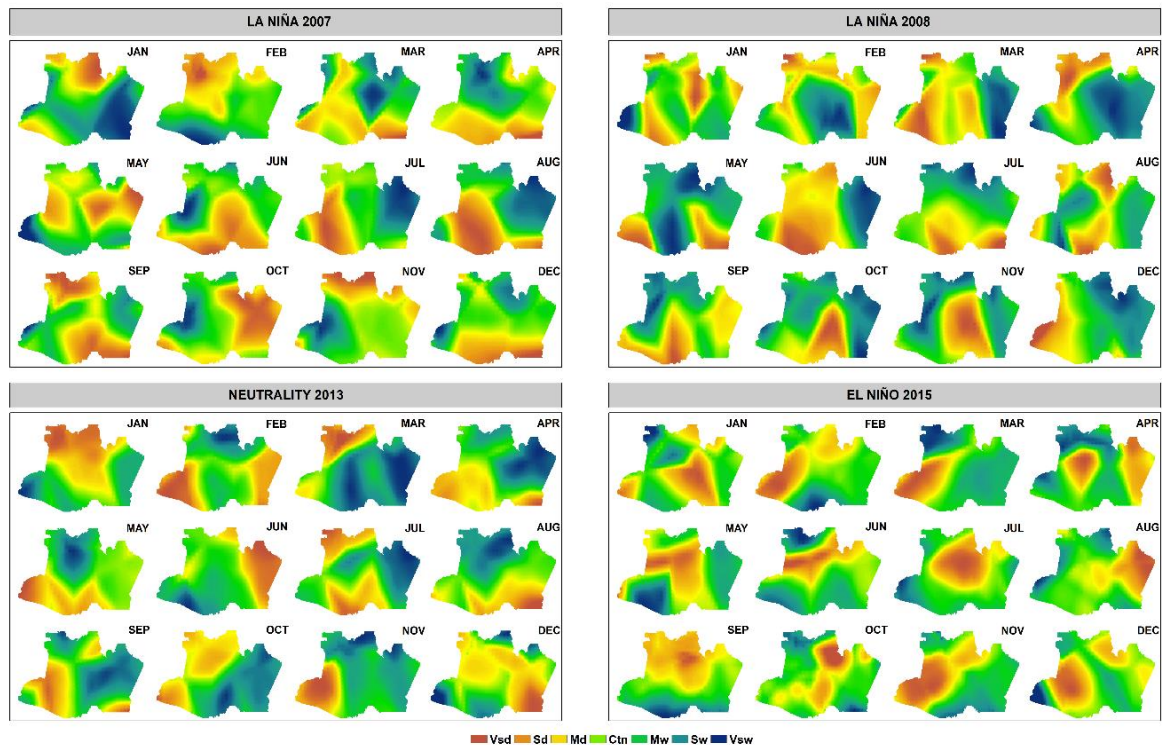 LA NIÑA 2007
JAN FEB MAR APR
MAY JUN JUL AUG
SEP OCT NOV DEC
LA NIÑA 2008
JAN FEB MAR APR
MAY JUN JUL AUG
SEP OCT NOV DEC
NEUTRALITY 2013
JAN FEB MAR APR
MAY JUN JUL AUG
SEP OCT NOV DEC
EL NIÑO 2015
JAN FEB MAR APR
MAY JUN JUL AUG
SEP OCT NOV DEC
Vsd Sd Md Ctn Mw Sw Vsw